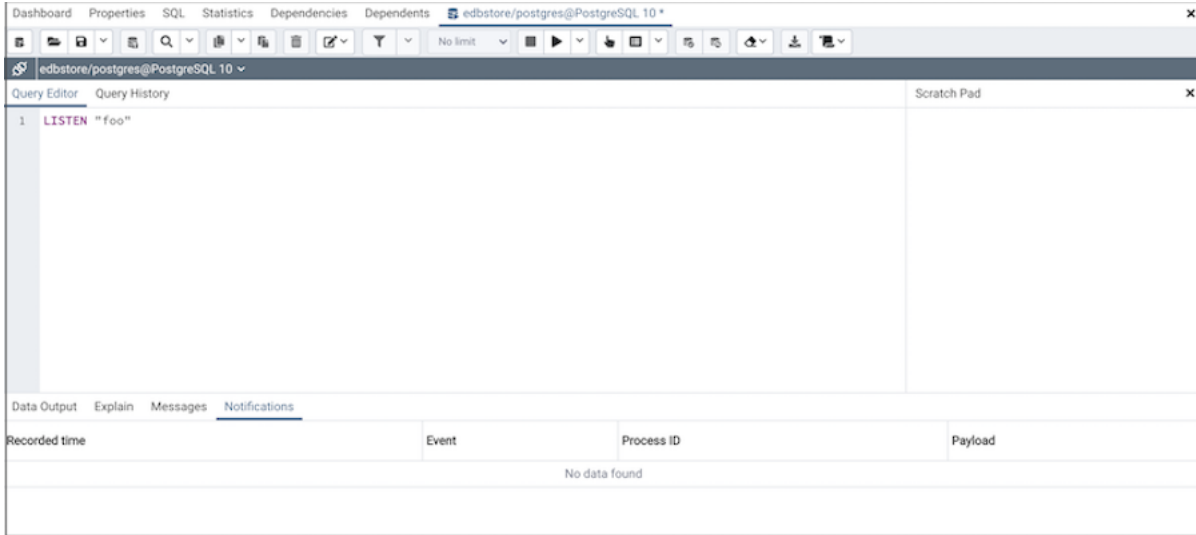 Dashboard Properties SQL Statistics Dependencies Dependents edbstore/postgres@PostgreSQL 10 *
No limit
edbstore/postgres@PostgreSQL 10
Query Editor Query History Scratch Pad
1 LISTEN "foo"
Data Output Explain Messages Notifications
Recorded time Event Process ID Payload
No data found